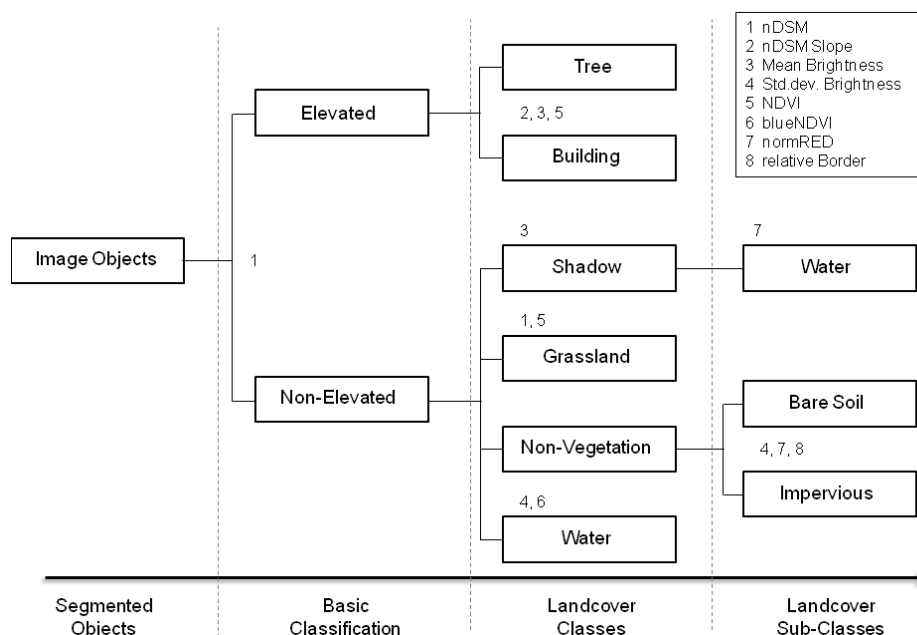 1 nDSM
2 nDSM Slope
3 Mean Brightness
4 Std.dev. Brightness
5 NDVI
6 blueNDVI
7 normRED
8 relative Border
Tree
Elevated
2, 3, 5
Building
3
7
Image Objects
1
Shadow
Water
1, 5
Grassland
Non-Elevated
Bare Soil
Non-Vegetation
4, 7, 8
4, 6
Impervious
Water
Segmented
Objects
Basic
Classification
Landcover
Classes
Landcover
Sub-Classes